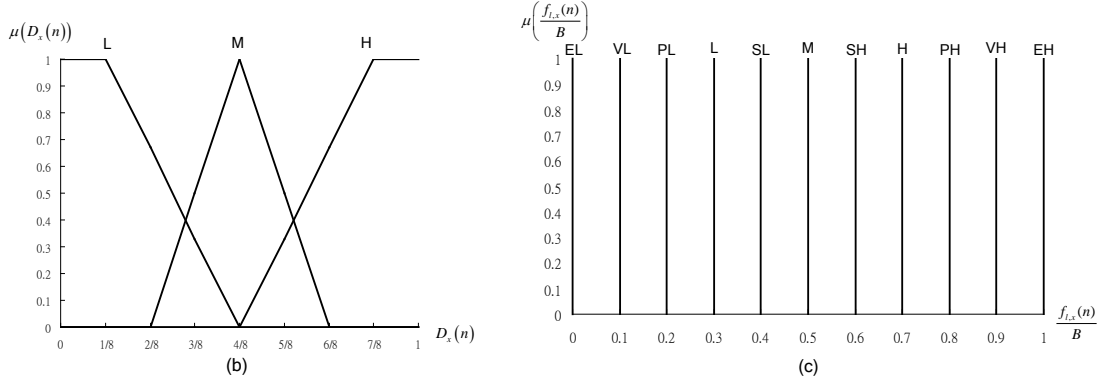 μ(D_x(n))
L M H
1
0.9
0.8
0.7
0.6
0.5
0.4
0.3
0.2
0.1
0
0 1/8 2/8 3/8 4/8 5/8 6/8 7/8 1
D_x(n)
(b)
μ(f_{l,x}(n)/B)
EL VL PL L SL M SH H PH VH EH
1
0.9
0.8
0.7
0.6
0.5
0.4
0.3
0.2
0.1
0
0 0.1 0.2 0.3 0.4 0.5 0.6 0.7 0.8 0.9 1
f_{l,x}(n)/B
(c)